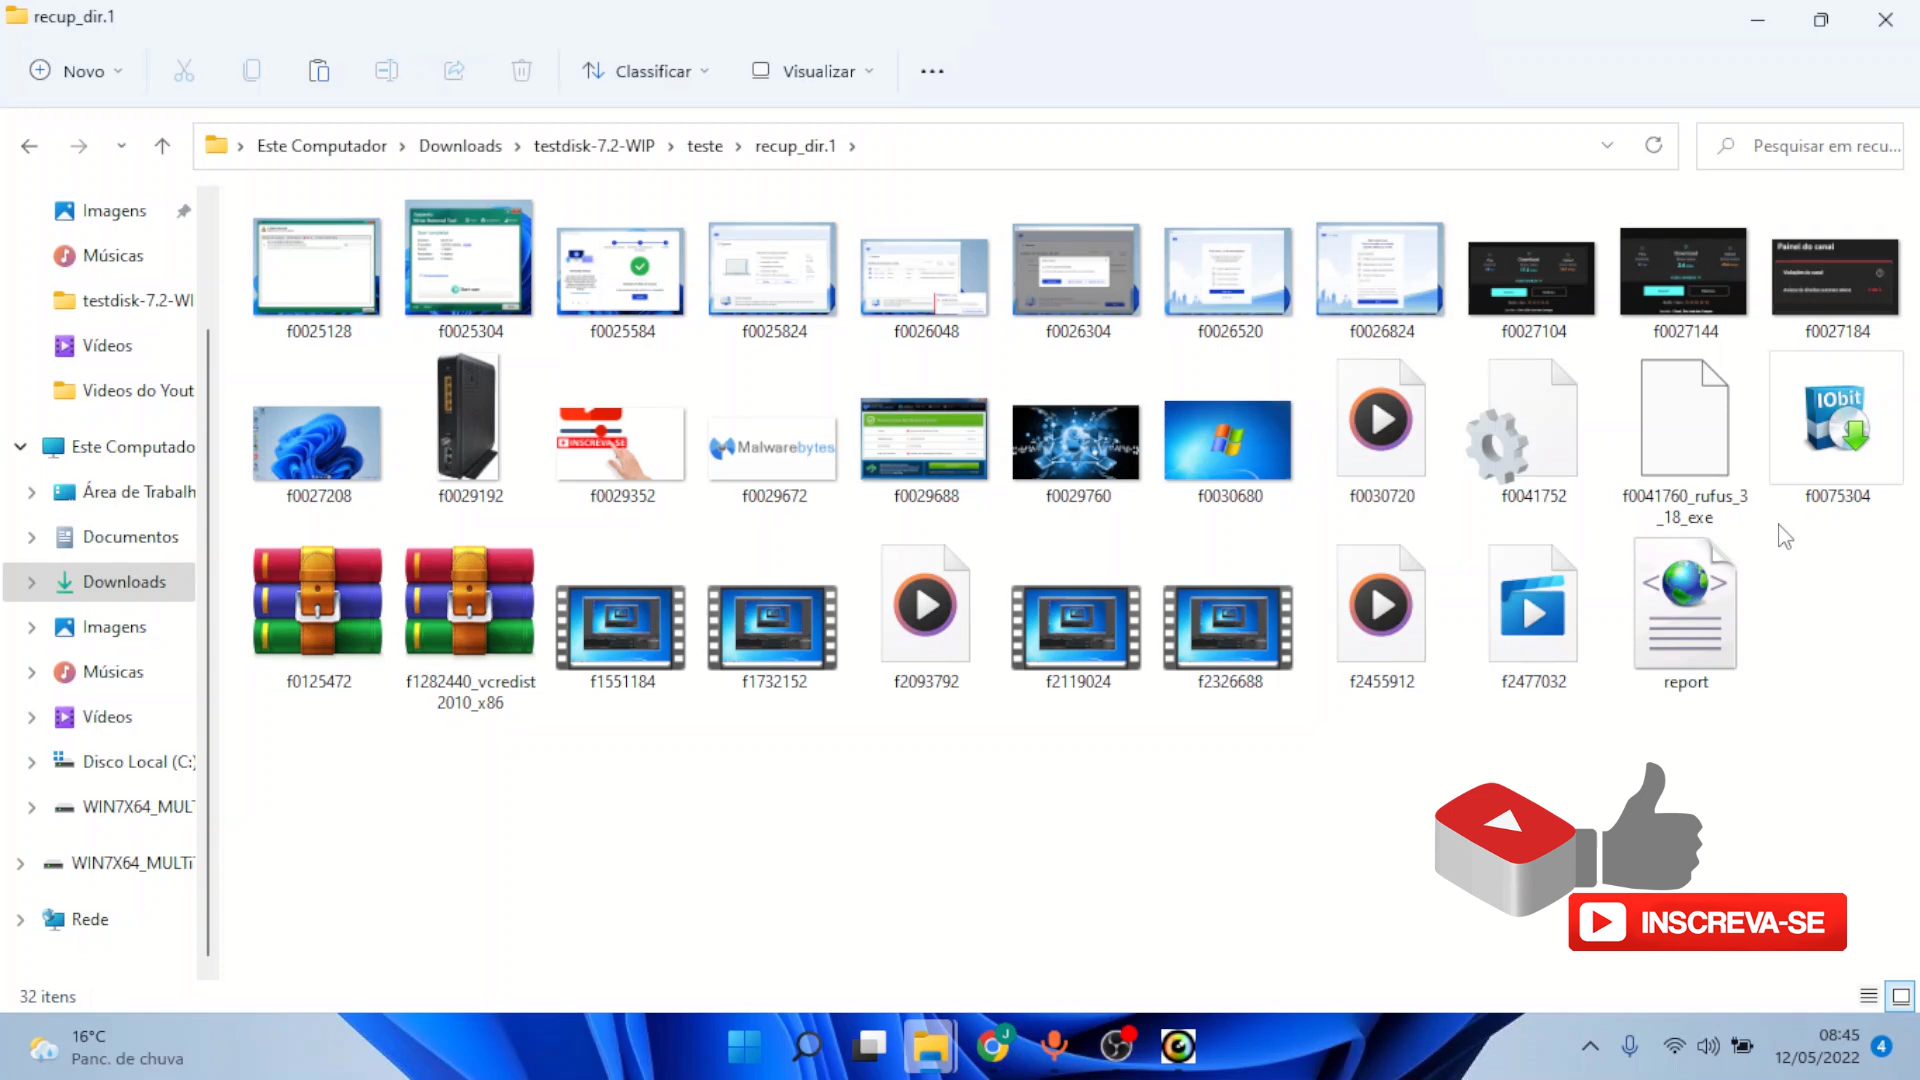 recup_dir.1
Novo
Classificar
Visualizar
Este Computador
Downloads
testdisk-7.2-WIP
teste
recup_dir.1
Pesquisar em recu...
Imagens
Músicas
testdisk-7.2-WI
Vídeos
Videos do Yout
Este Computado
Área de Trabalh
Documentos
Downloads
Imagens
Músicas
Vídeos
Disco Local (C:)
WIN7X64_MUL
WIN7X64_MULTi
Rede
Painel do canal
f0025128
f0025304
f0025584
f0025824
f0026048
f0026304
f0026520
f0026824
f0027104
f0027144
f0027184
INSCREVA-SE
Malwarebytes
IObit
f0027208
f0029192
f0029352
f0029672
f0029688
f0029760
f0030680
f0030720
f0041752
f0041760_rufus_3
_18_exe
f0075304
f0125472
f1282440_vcredist
2010_x86
f1551184
f1732152
f2093792
f2119024
f2326688
f2455912
f2477032
report
INSCREVA-SE
32 itens
16°C
Panc. de chuva
J
08:45
12/05/2022
4